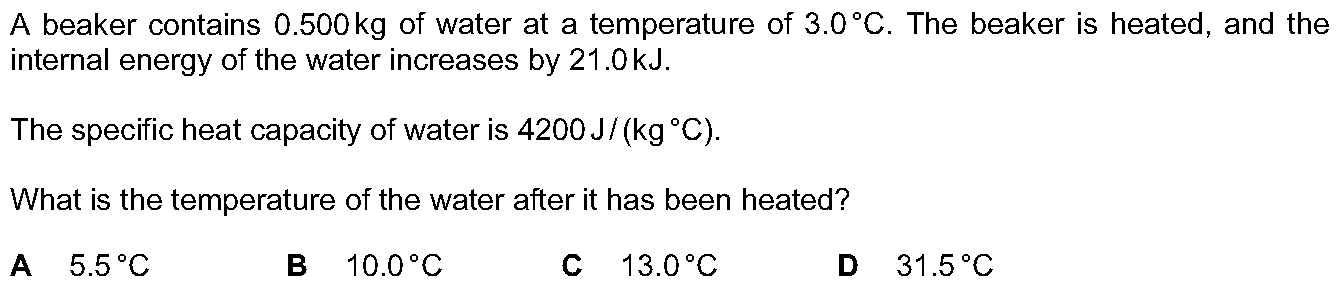 A beaker contains 0.500 kg of water at a temperature of 3.0 °C. The beaker is heated, and the
internal energy of the water increases by 21.0 kJ.
The specific heat capacity of water is 4200 J / (kg °C).
What is the temperature of the water after it has been heated?
A 5.5 °C B 10.0 °C C 13.0 °C D 31.5 °C